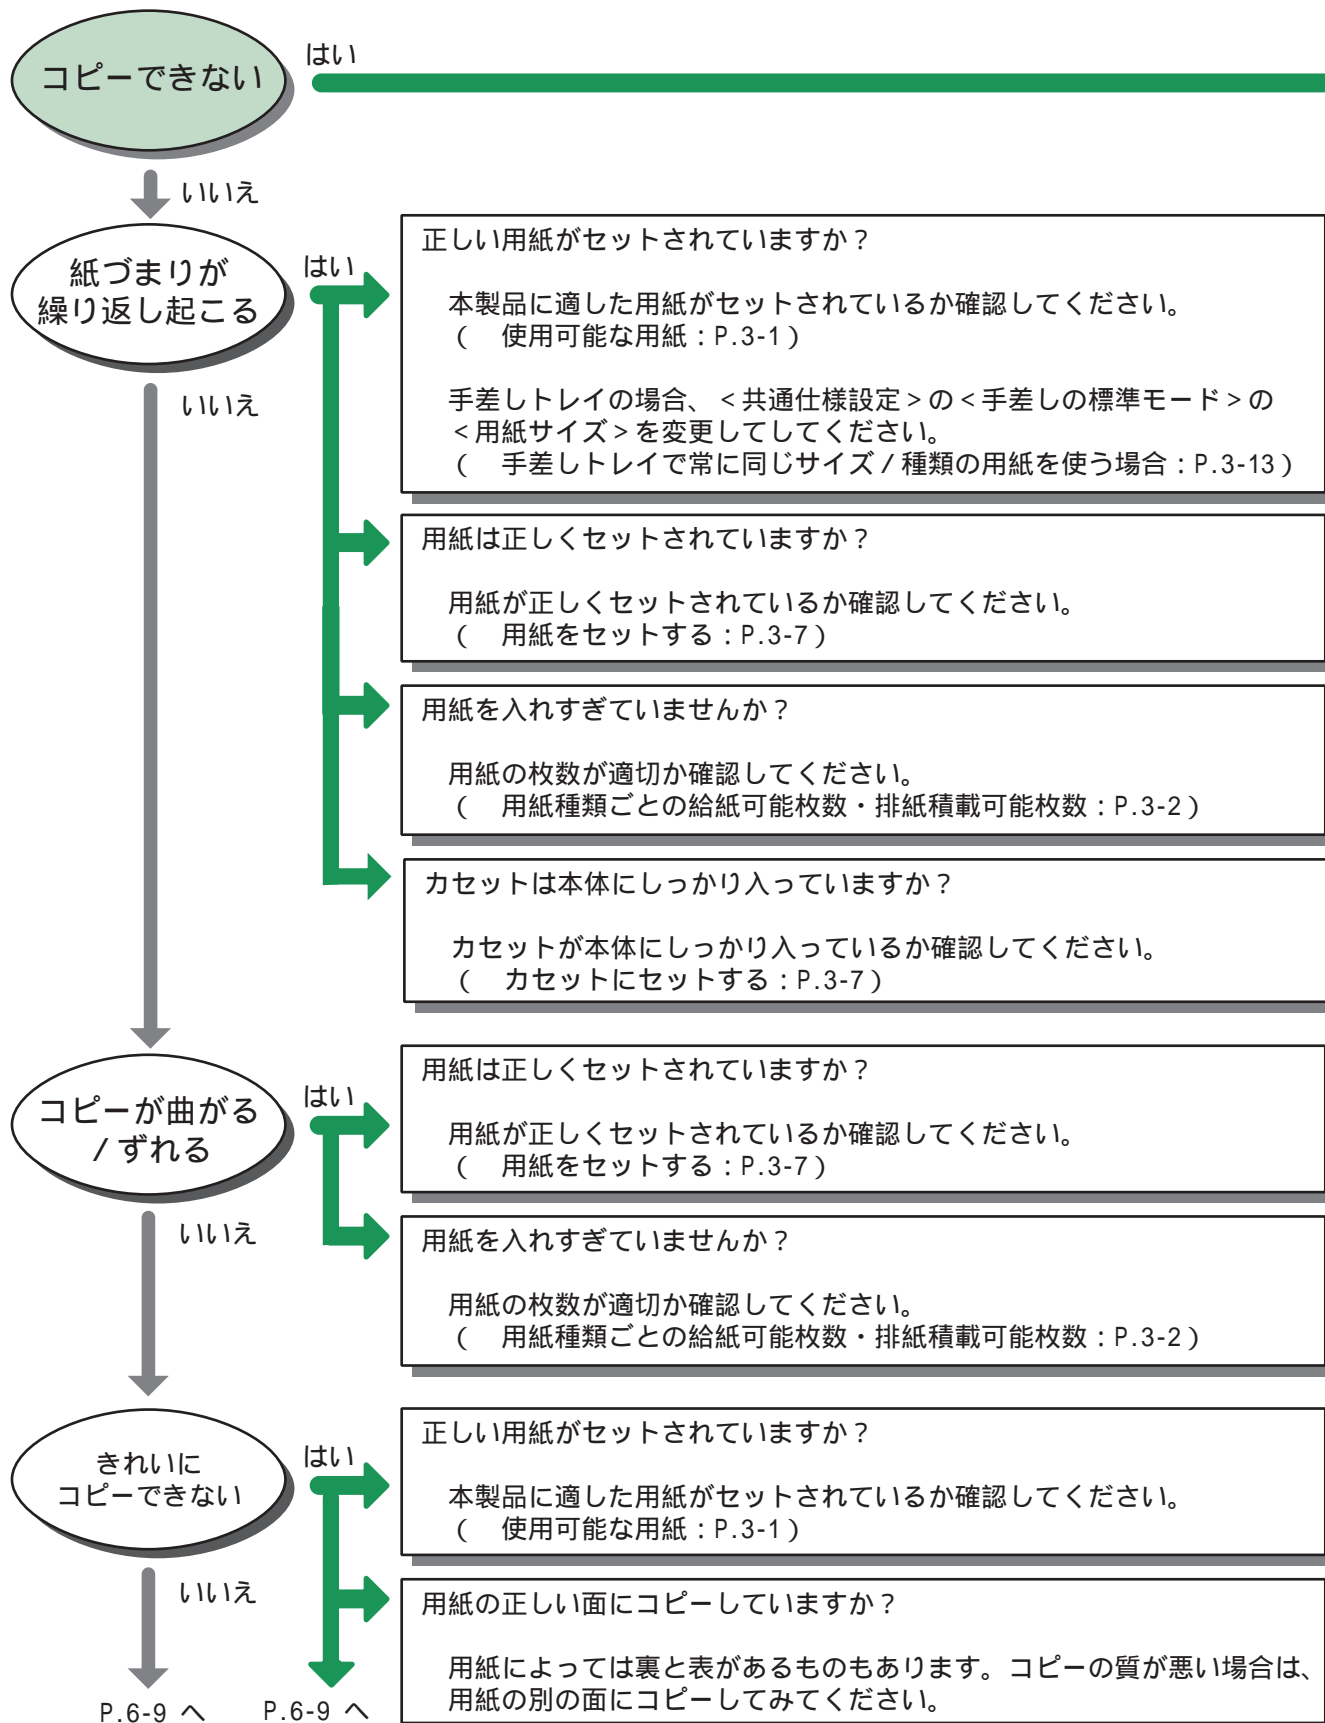 コピーできない
はい
いいえ
紙づまりが
繰り返し起こる
はい
正しい用紙がセットされていますか？
本製品に適した用紙がセットされているか確認してください。
( 使用可能な用紙：P.3-1）
手差しトレイの場合、＜共通仕様設定＞の＜手差しの標準モード＞の
＜用紙サイズ＞を変更してしてください。
( 手差しトレイで常に同じサイズ / 種類の用紙を使う場合：P.3-13）
用紙は正しくセットされていますか？
用紙が正しくセットされているか確認してください。
( 用紙をセットする：P.3-7）
用紙を入れすぎていませんか？
用紙の枚数が適切か確認してください。
( 用紙種類ごとの給紙可能枚数・排紙積載可能枚数：P.3-2）
カセットは本体にしっかり入っていますか？
カセットが本体にしっかり入っているか確認してください。
( カセットにセットする：P.3-7）
いいえ
コピーが曲がる
/ ずれる
はい
用紙は正しくセットされていますか？
用紙が正しくセットされているか確認してください。
( 用紙をセットする：P.3-7）
用紙を入れすぎていませんか？
用紙の枚数が適切か確認してください。
( 用紙種類ごとの給紙可能枚数・排紙積載可能枚数：P.3-2）
いいえ
きれいに
コピーできない
はい
正しい用紙がセットされていますか？
本製品に適した用紙がセットされているか確認してください。
( 使用可能な用紙：P.3-1）
用紙の正しい面にコピーしていますか？
用紙によっては裏と表があるものもあります。コピーの質が悪い場合は、
用紙の別の面にコピーしてみてください。
いいえ
P.6-9 へ
P.6-9 へ